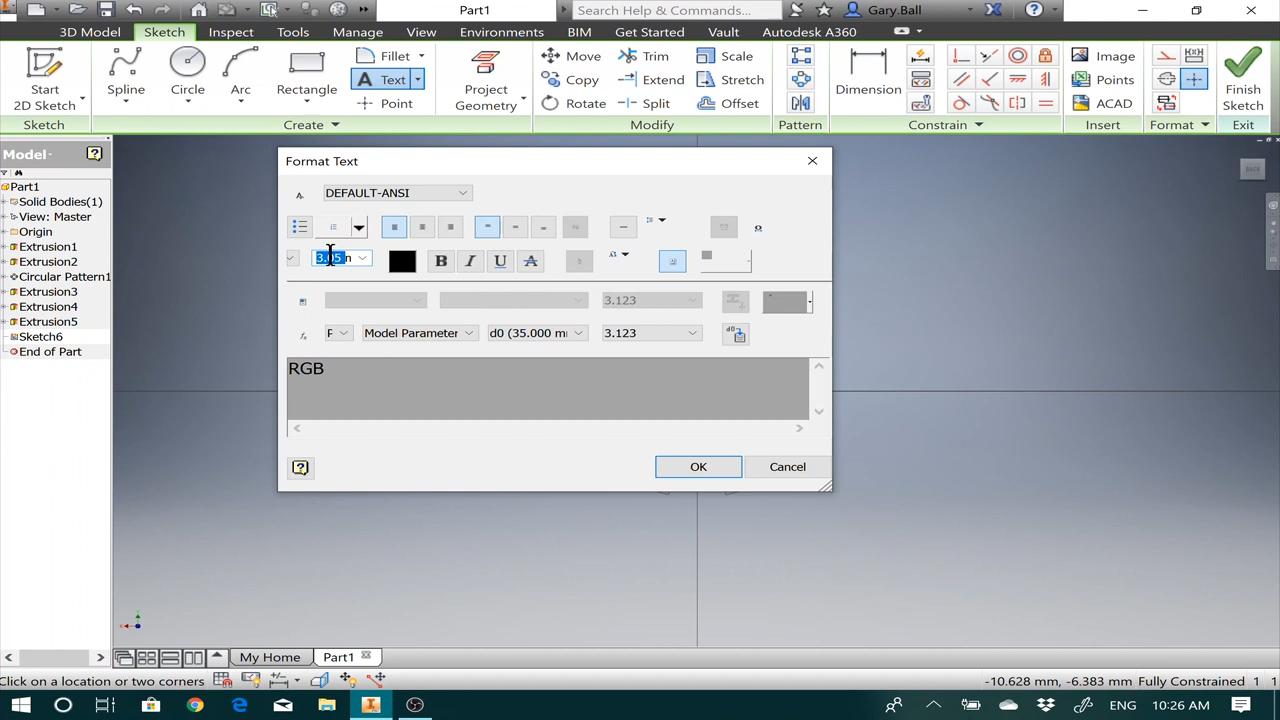 Part1
Search Help & Commands...
Gary.Ball
3D Model
Sketch
Inspect
Tools
Manage
View
Environments
BIM
Get Started
Vault
Autodesk A360
Start
2D Sketch
Spline
Circle
Arc
Rectangle
Fillet
Text
Point
Project
Geometry
Move
Copy
Rotate
Trim
Extend
Split
Scale
Stretch
Offset
Dimension
Image
Points
ACAD
Finish
Sketch
Sketch
Create
Modify
Pattern
Constrain
Insert
Format
Exit
Model
Part1
Solid Bodies(1)
View: Master
Origin
Extrusion1
Extrusion2
Circular Pattern1
Extrusion3
Extrusion4
Extrusion5
Sketch6
End of Part
BACK
Format Text
DEFAULT-ANSI
B
I
U
A
3.123
Model Parameter
d0 (35.000 m
3.123
RGB
OK
Cancel
My Home
Part1
Click on a location or two corners
-10.628 mm, -6.383 mm
Fully Constrained
1
1
ENG
10:26 AM